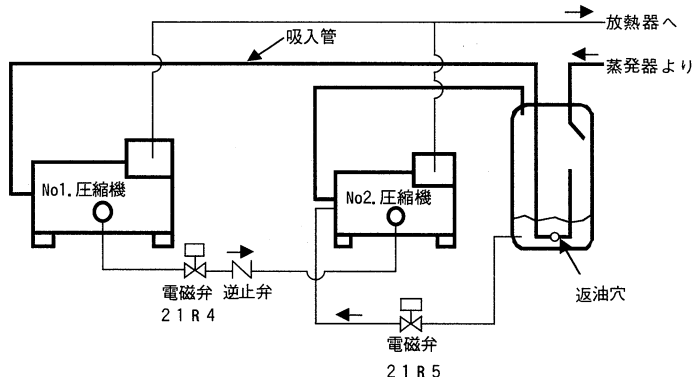 放熱器へ
吸入管
蒸発器より
No1.圧縮機
No2.圧縮機
電磁弁 逆止弁
21R4
返油穴
電磁弁
21R5